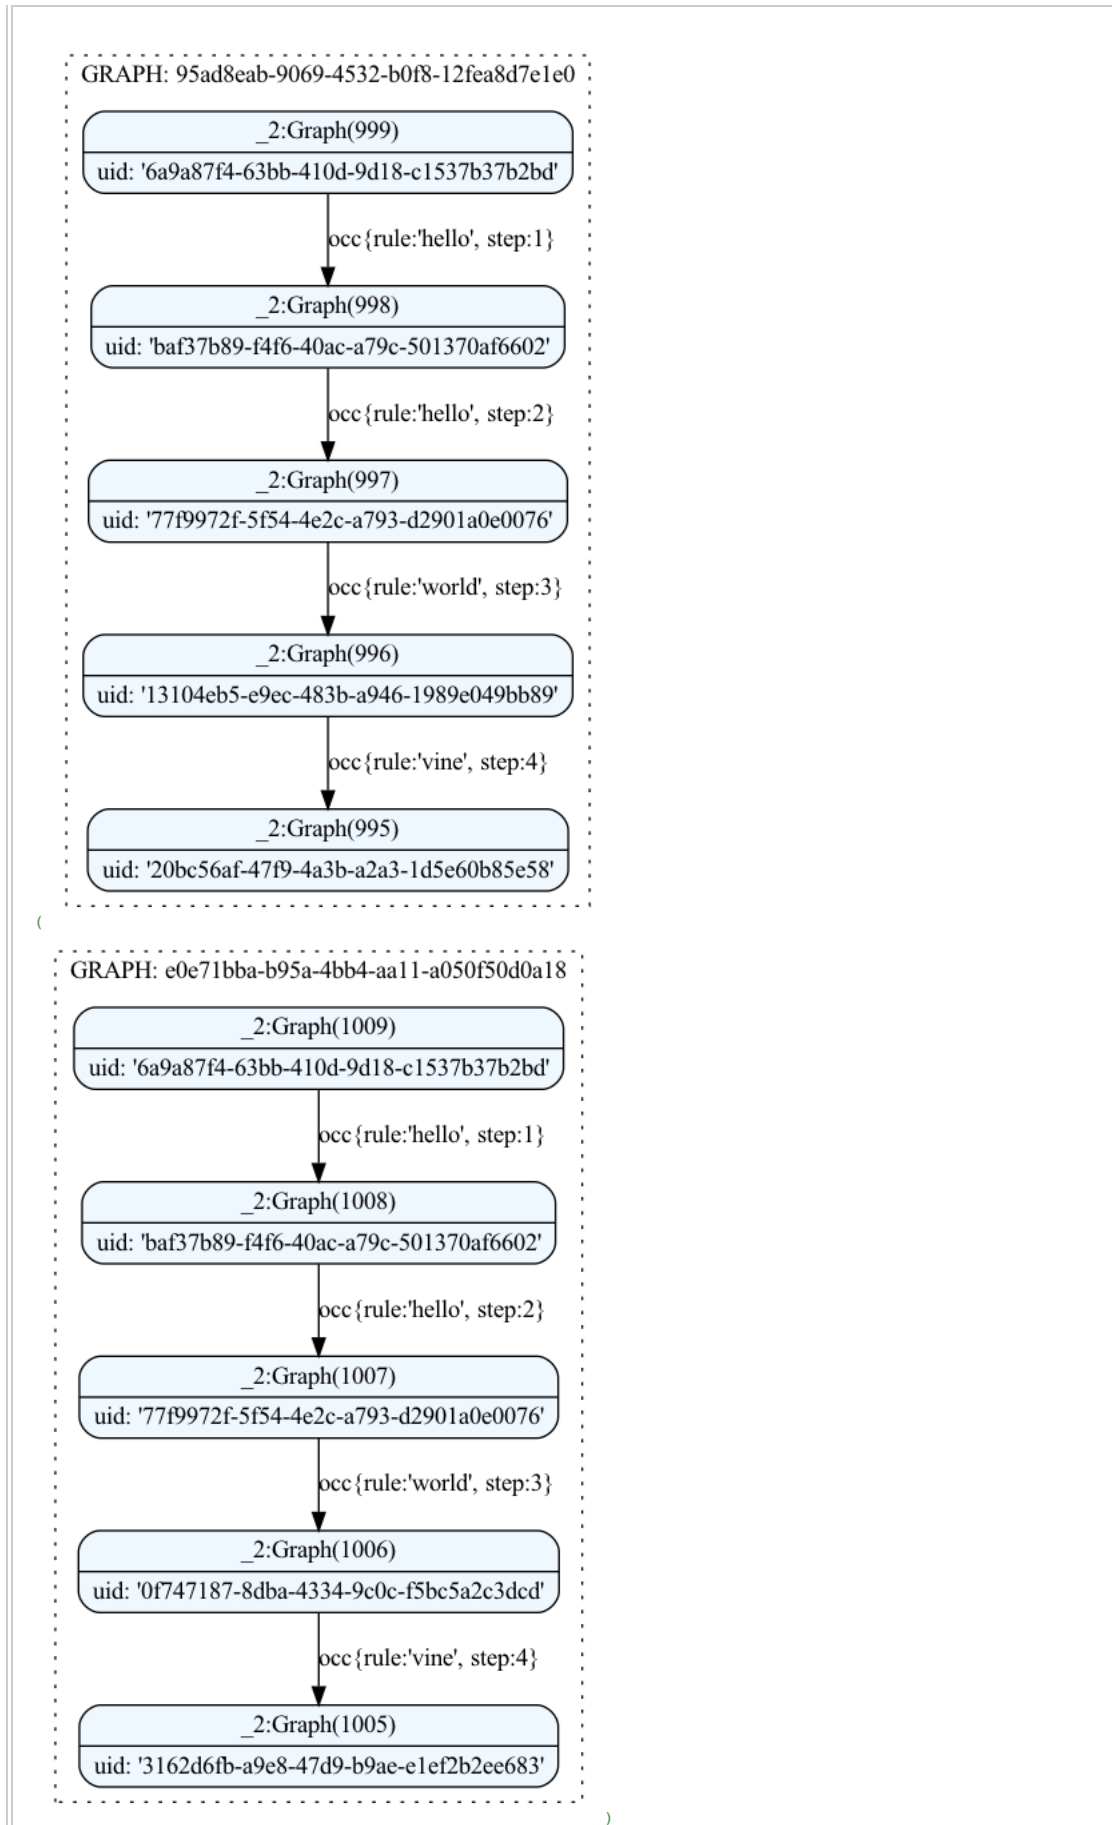 GRAPH: 95ad8eab-9069-4532-b0f8-12fea8d7e1e0
_2:Graph(999)
uid: '6a9a87f4-63bb-410d-9d18-c1537b37b2bd'
occ{rule:'hello', step:1}
_2:Graph(998)
uid: 'baf37b89-f4f6-40ac-a79c-501370af6602'
occ{rule:'hello', step:2}
_2:Graph(997)
uid: '77f9972f-5f54-4e2c-a793-d2901a0e0076'
occ{rule:'world', step:3}
_2:Graph(996)
uid: '13104eb5-e9ec-483b-a946-1989e049bb89'
occ{rule:'vine', step:4}
_2:Graph(995)
uid: '20bc56af-47f9-4a3b-a2a3-1d5e60b85e58'
(
GRAPH: e0e71bba-b95a-4bb4-aa11-a050f50d0a18
_2:Graph(1009)
uid: '6a9a87f4-63bb-410d-9d18-c1537b37b2bd'
occ{rule:'hello', step:1}
_2:Graph(1008)
uid: 'baf37b89-f4f6-40ac-a79c-501370af6602'
occ{rule:'hello', step:2}
_2:Graph(1007)
uid: '77f9972f-5f54-4e2c-a793-d2901a0e0076'
occ{rule:'world', step:3}
_2:Graph(1006)
uid: '0f747187-8dba-4334-9c0c-f5bc5a2c3dcd'
occ{rule:'vine', step:4}
_2:Graph(1005)
uid: '3162d6fb-a9e8-47d9-b9ae-e1ef2b2ee683'
)